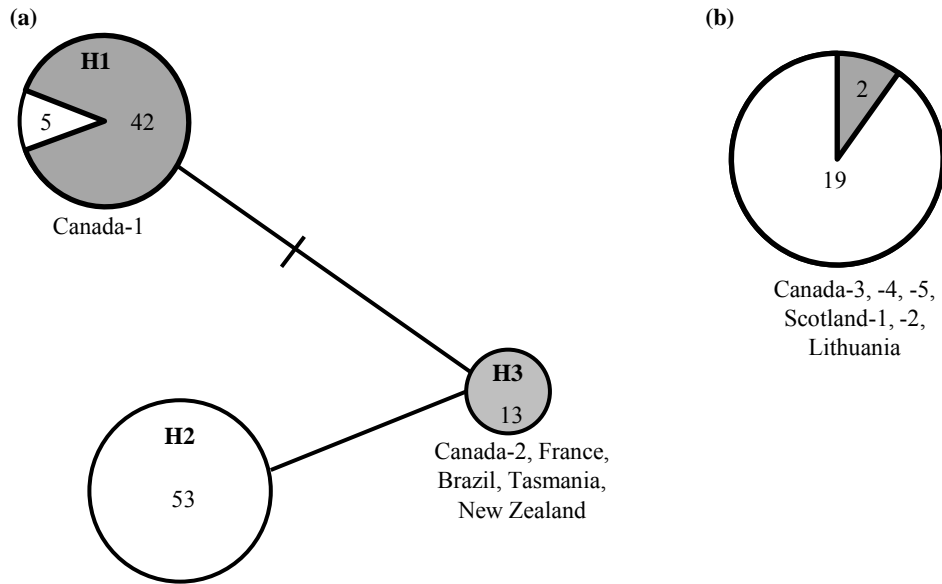 (a)
H1
5
42
Canada-1
H3
13
Canada-2, France,
Brazil, Tasmania,
New Zealand
H2
53
(b)
2
19
Canada-3, -4, -5,
Scotland-1, -2,
Lithuania